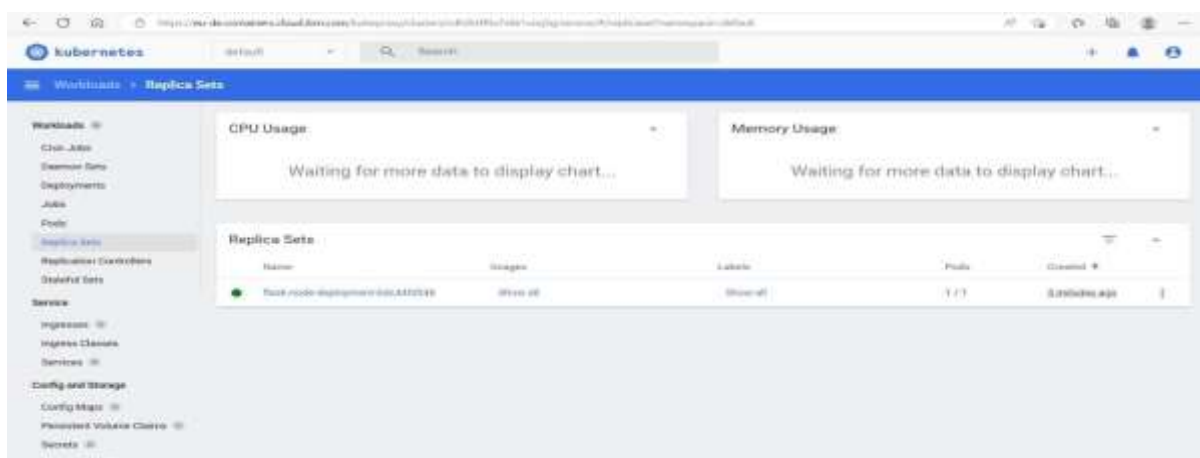 kubernetes
default
Search
Workloads > Replica Sets
Workloads
Cron Jobs
Daemon Sets
Deployments
Jobs
Pods
Replica Sets
Replication Controllers
Stateful Sets
Service
Ingresses
Ingress Classes
Services
Config and Storage
Config Maps
Persistent Volume Claims
Secrets
CPU Usage
Waiting for more data to display chart...
Memory Usage
Waiting for more data to display chart...
Replica Sets
Name Images Labels Pods Created
Show all Show all 1 / 1 minutes ago